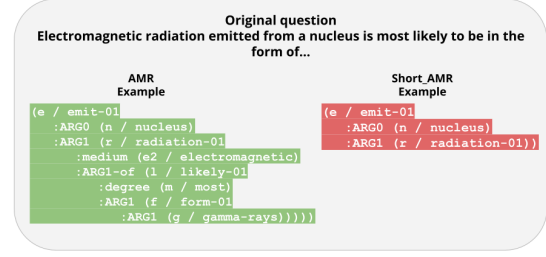 Original question
Electromagnetic radiation emitted from a nucleus is most likely to be in the
form of...
AMR
Example
(e / emit-01
:ARG0 (n / nucleus)
:ARG1 (r / radiation-01
:medium (e2 / electromagnetic)
:ARG1-of (l / likely-01
:degree (m / most)
:ARG1 (f / form-01
:ARG1 (g / gamma-rays)))))
Short_AMR
Example
(e / emit-01
:ARG0 (n / nucleus)
:ARG1 (r / radiation-01))